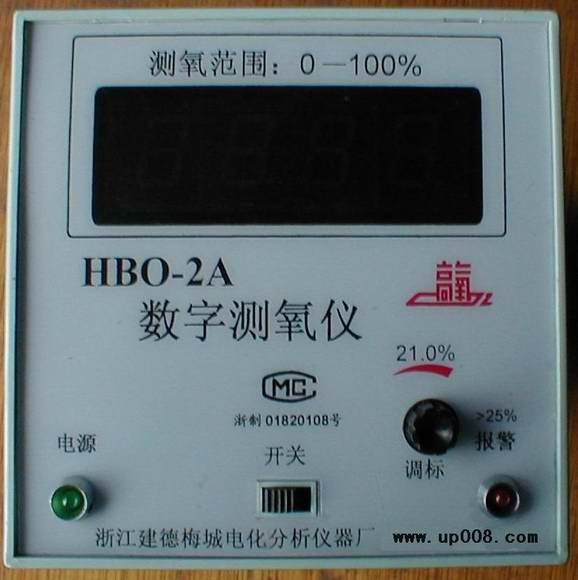 测氧范围：0－100%
HBO-2A
数字测氧仪
21.0%
MC
浙制 01820108号
>25%
报警
电源
开关
调标
浙江建德梅城电化分析仪器厂
www.up008.com